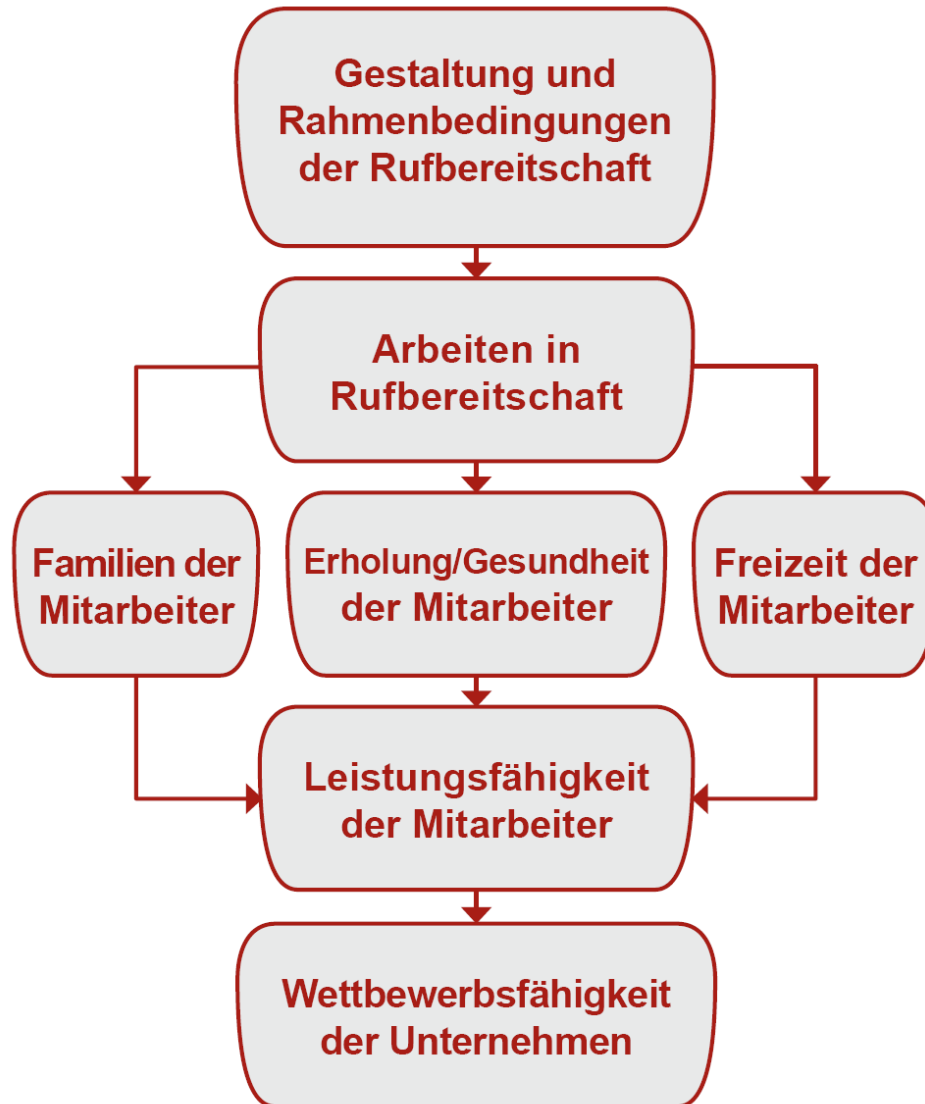 Gestaltung und
Rahmenbedingungen
der Rufbereitschaft
Arbeiten in
Rufbereitschaft
Familien der
Mitarbeiter
Erholung/Gesundheit
der Mitarbeiter
Freizeit der
Mitarbeiter
Leistungsfähigkeit
der Mitarbeiter
Wettbewerbsfähigkeit
der Unternehmen